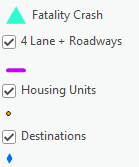 Fatality Crash
4 Lane + Roadways
Housing Units
Destinations